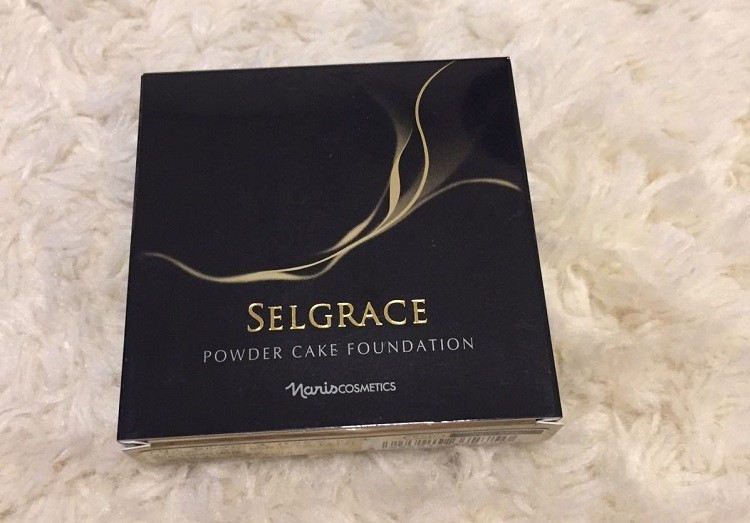 SELGRACE
POWDER CAKE FOUNDATION
Naris COSMETICS